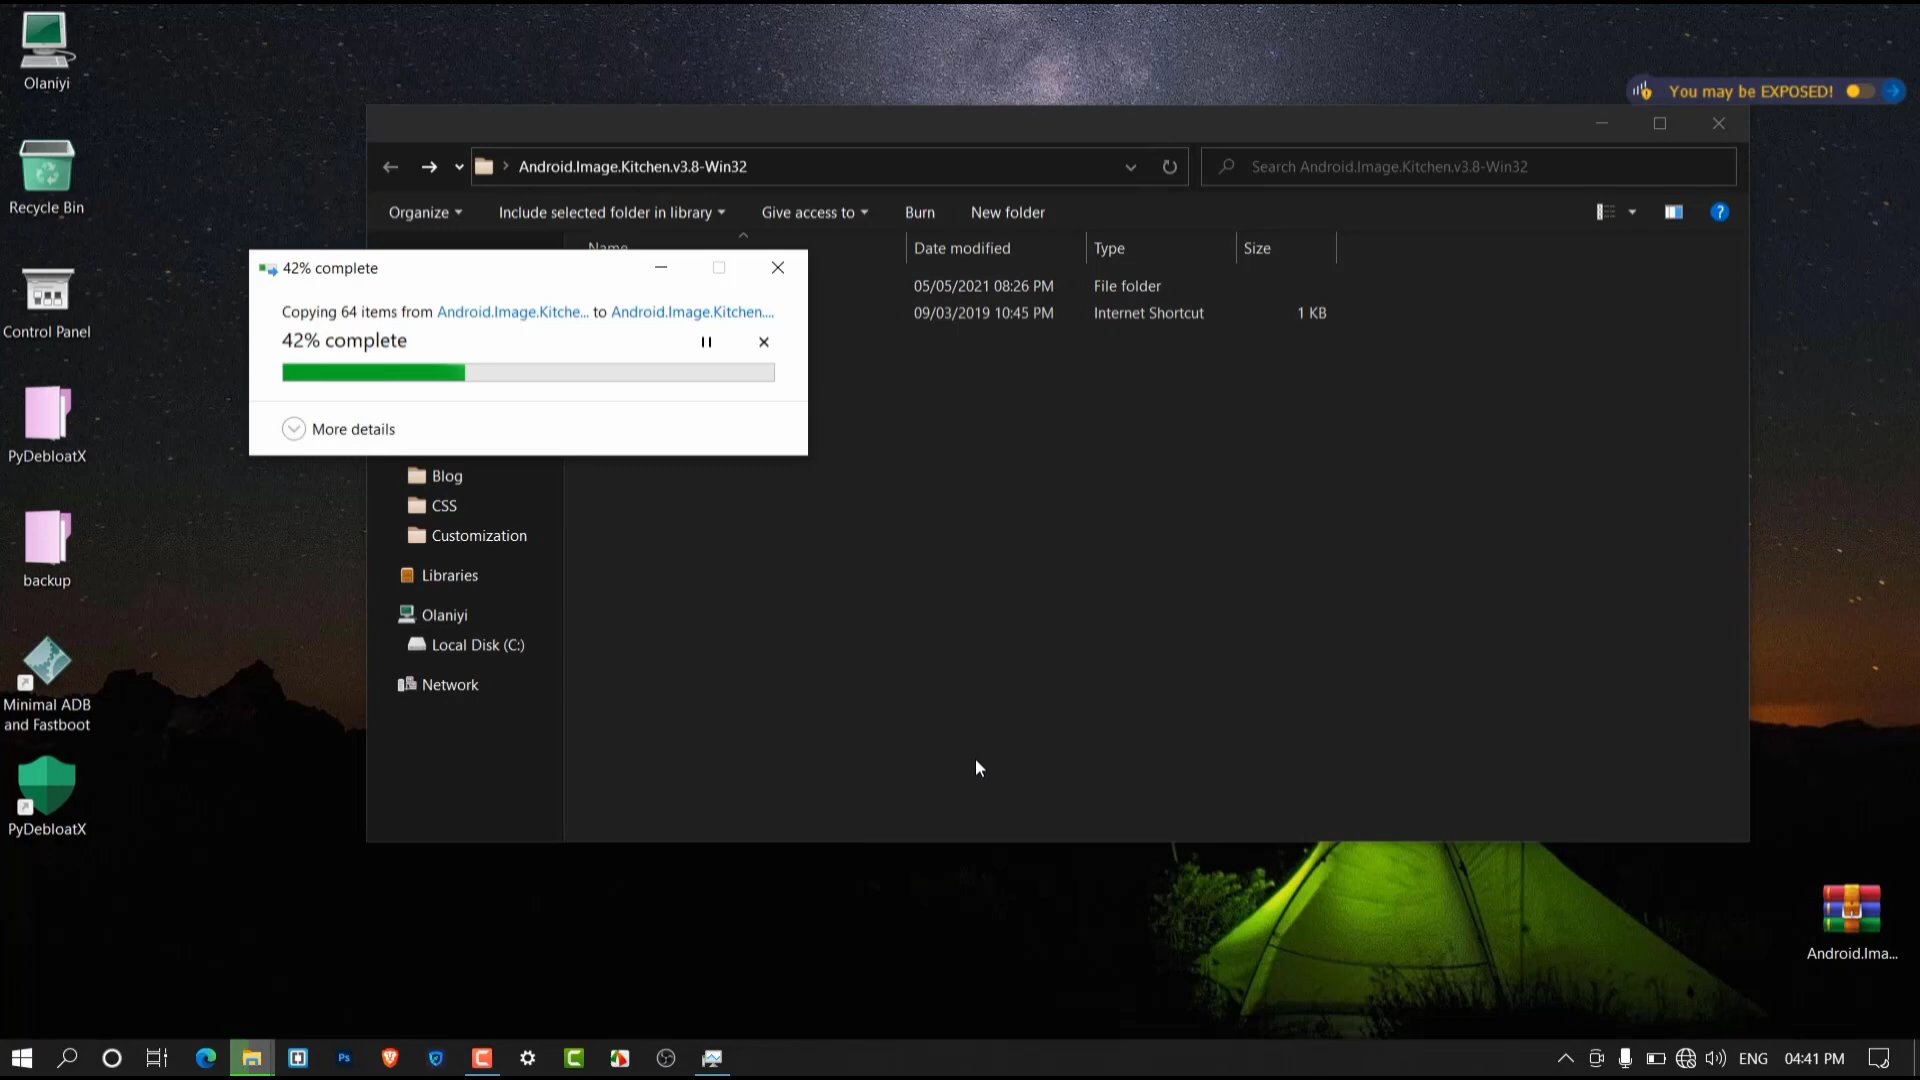 Olaniyi
Recycle Bin
Control Panel
PyDebloatX
backup
Minimal ADB
and Fastboot
PyDebloatX
You may be EXPOSED!
Android.Image.Kitchen.v3.8-Win32
Search Android.Image.Kitchen.v3.8-Win32
Organize
Include selected folder in library
Give access to
Burn
New folder
Name
Date modified
Type
Size
05/05/2021 08:26 PM
File folder
09/03/2019 10:45 PM
Internet Shortcut
1 KB
42% complete
Copying 64 items from Android.Image.Kitche... to Android.Image.Kitchen....
42% complete
More details
Blog
CSS
Customization
Libraries
Olaniyi
Local Disk (C:)
Network
Android.Ima...
Ps
ENG
04:41 PM